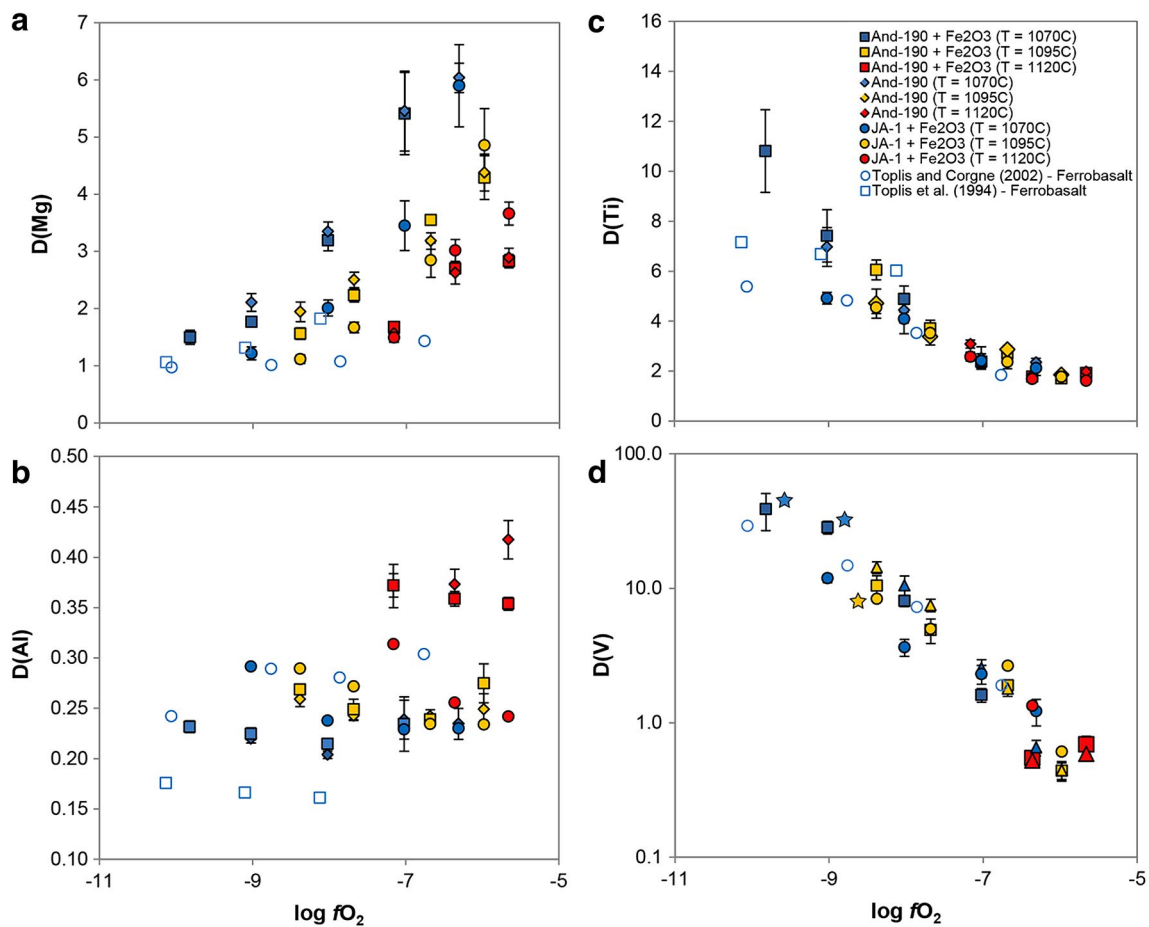 a
7
6
5
4
3
2
1
0
D(Mg)
c
16
14
12
10
8
6
4
2
0
D(Ti)
And-190 + Fe2O3 (T = 1070C)
And-190 + Fe2O3 (T = 1095C)
And-190 + Fe2O3 (T = 1120C)
And-190 (T = 1070C)
And-190 (T = 1095C)
And-190 (T = 1120C)
JA-1 + Fe2O3 (T = 1070C)
JA-1 + Fe2O3 (T = 1095C)
JA-1 + Fe2O3 (T = 1120C)
Toplis and Corgne (2002) - Ferrobasalt
Toplis et al. (1994) - Ferrobasalt
b
0.50
0.45
0.40
0.35
0.30
0.25
0.20
0.15
0.10
D(Al)
-11 -9 -7 -5
log fO2
d
100.0
10.0
1.0
0.1
D(V)
-11 -9 -7 -5
log fO2